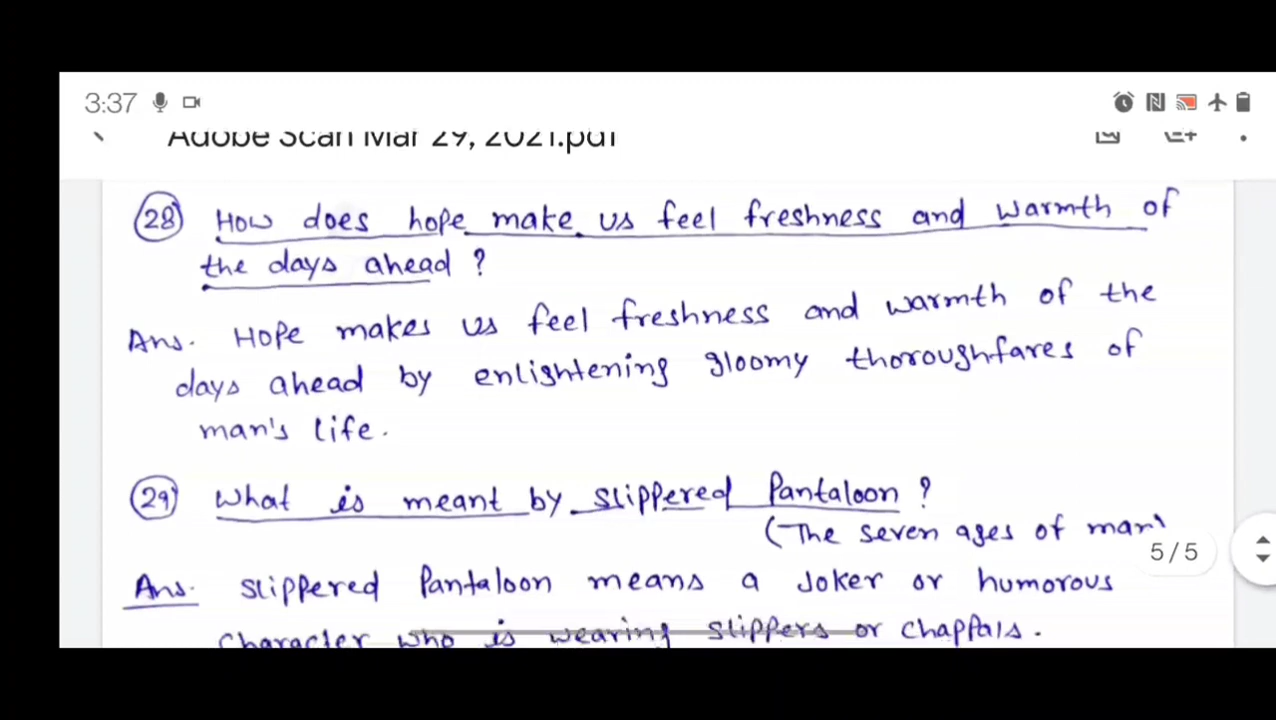 3:37
Adobe Scan Mar 29, 2021.pdf
28 How does hope make us feel freshness and warmth of
the days ahead ?
Ans. Hope makes us feel freshness and warmth of the
days ahead by enlightening gloomy thoroughfares of
man's life.
29 What is meant by slippered Pantaloon ?
(The seven ages of man)
5/5
Ans. Slippered Pantaloon means a Joker or humorous
character who is wearing slippers or chappals.